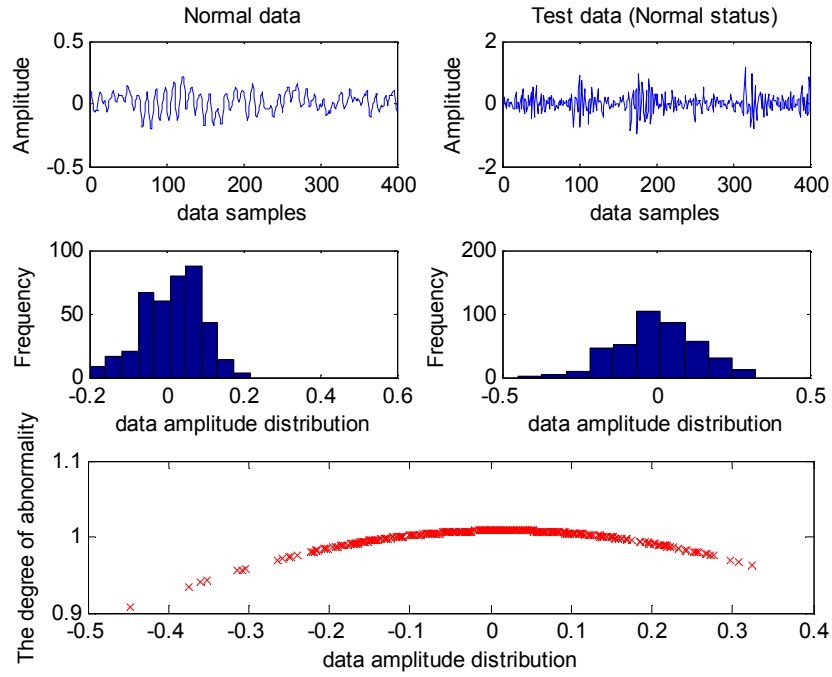 Normal data
Test data (Normal status)
0.5
0
-0.5
Amplitude
0 100 200 300 400
data samples
2
0
-2
Amplitude
0 100 200 300 400
data samples
100
50
0
Frequency
-0.2 0 0.2 0.4 0.6
data amplitude distribution
200
100
0
Frequency
-0.5 0 0.5
data amplitude distribution
1.1
1
0.9
The degree of abnormality
-0.5 -0.4 -0.3 -0.2 -0.1 0 0.1 0.2 0.3 0.4
data amplitude distribution